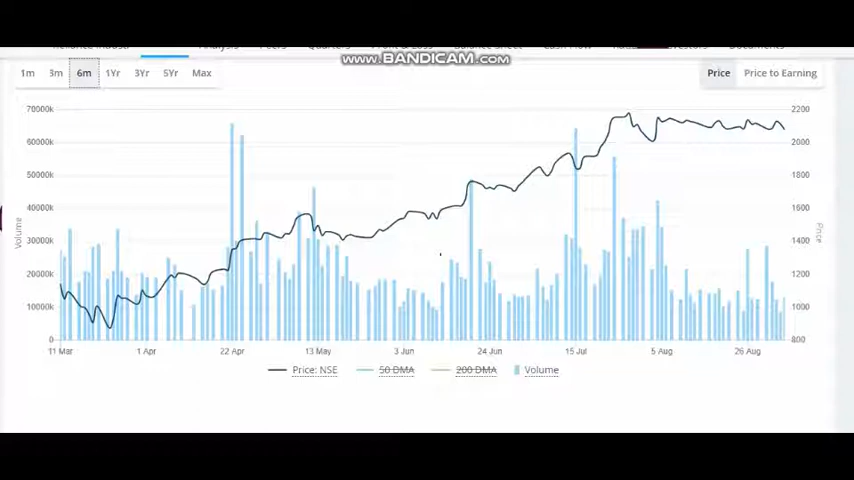 www.BANDICAM.com
1m 3m 6m 1Yr 3Yr 5Yr Max Price Price to Earning
70000k 2200
60000k 2000
50000k 1800
40000k 1600
30000k 1400
20000k 1200
10000k 1000
0 800
Volume
Price
11 Mar 1 Apr 22 Apr 13 May 3 Jun 24 Jun 15 Jul 5 Aug 26 Aug
Price: NSE 50 DMA 200 DMA Volume